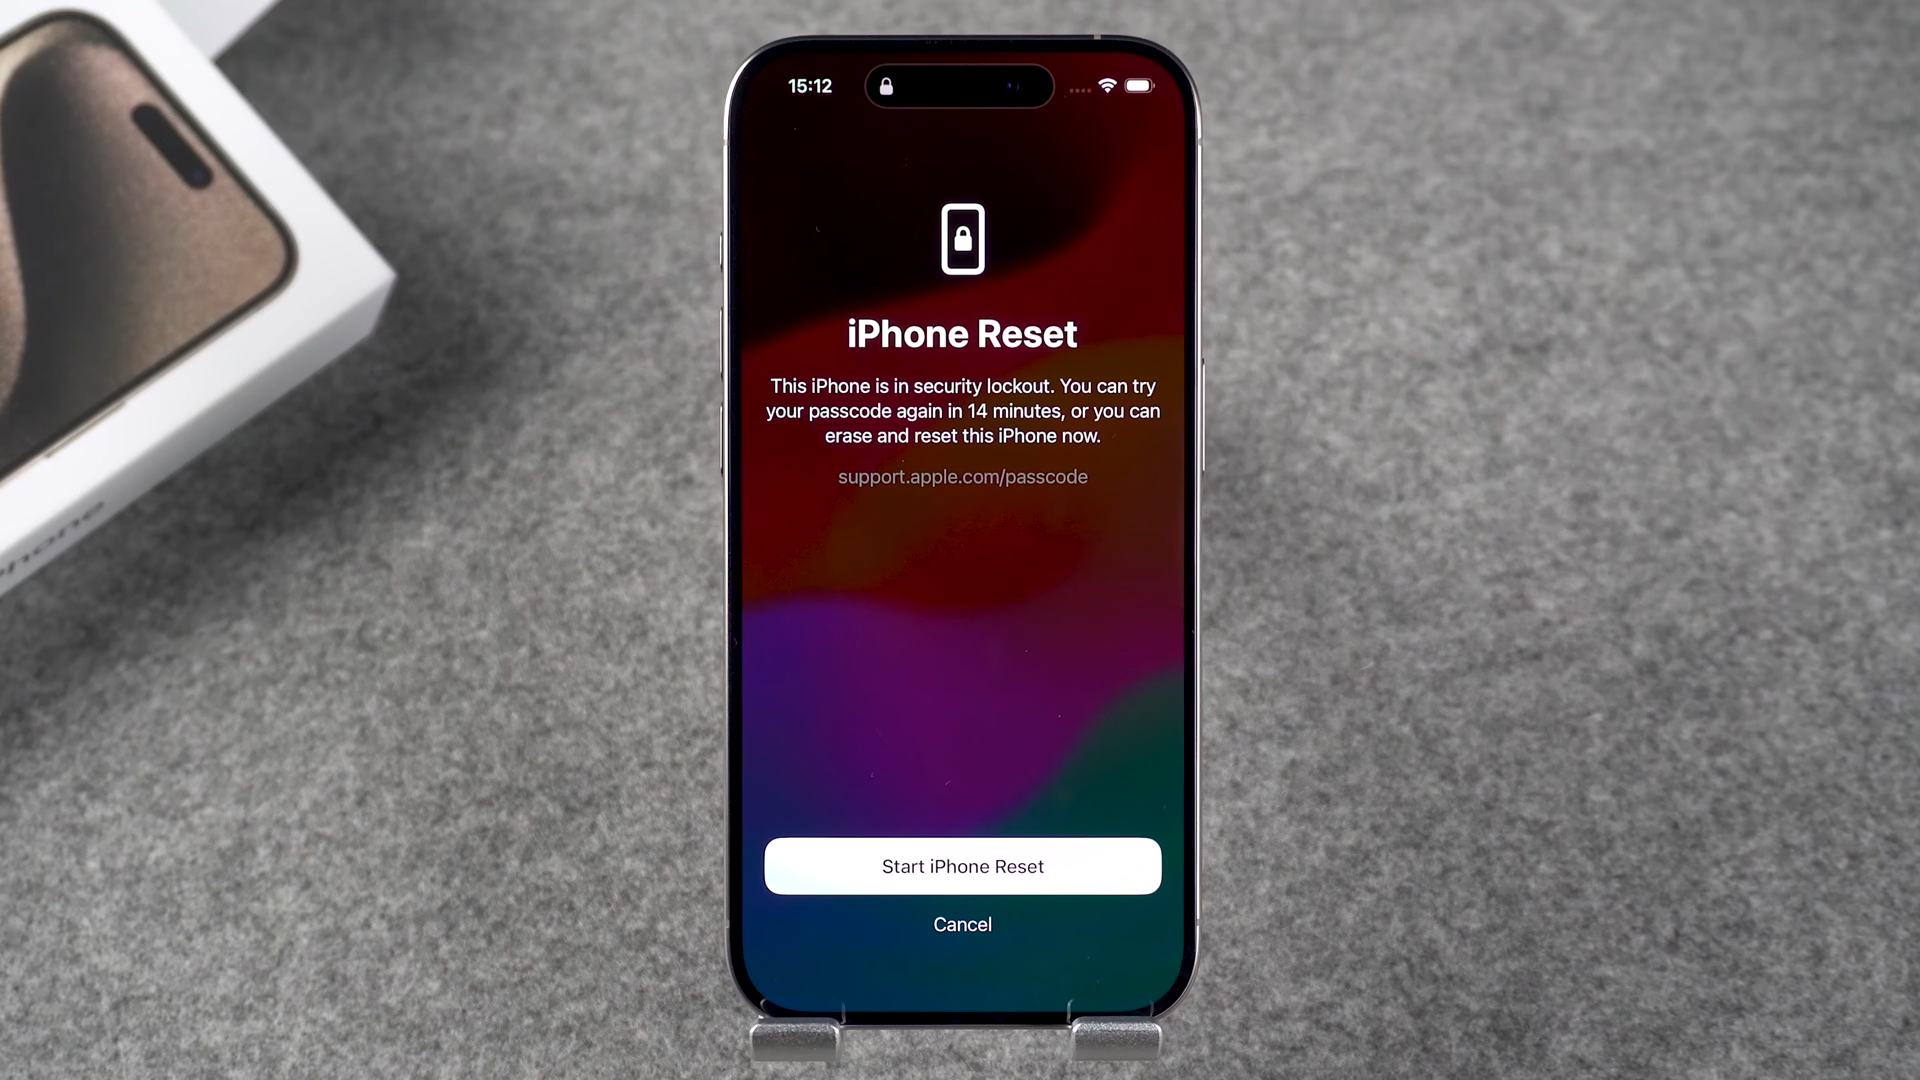 15:12
iPhone Reset
This iPhone is in security lockout. You can try
your passcode again in 14 minutes, or you can
erase and reset this iPhone now.
support.apple.com/passcode
Start iPhone Reset
Cancel